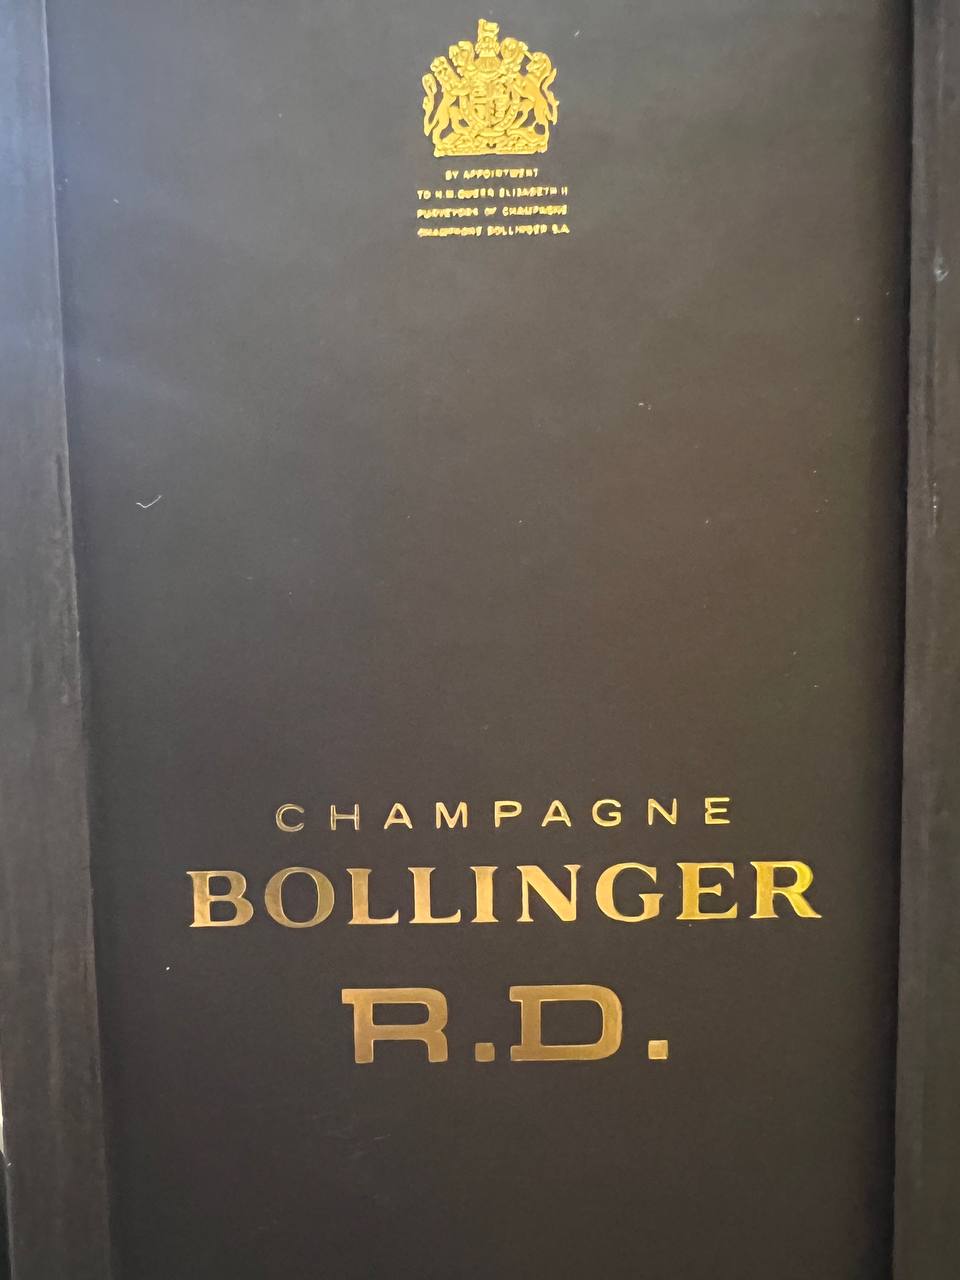 BY APPOINTMENT
TO H.M. QUEEN ELIZABETH II
PURVEYORS OF CHAMPAGNE
CHAMPAGNE BOLLINGER S.A.
CHAMPAGNE
BOLLINGER
R.D.